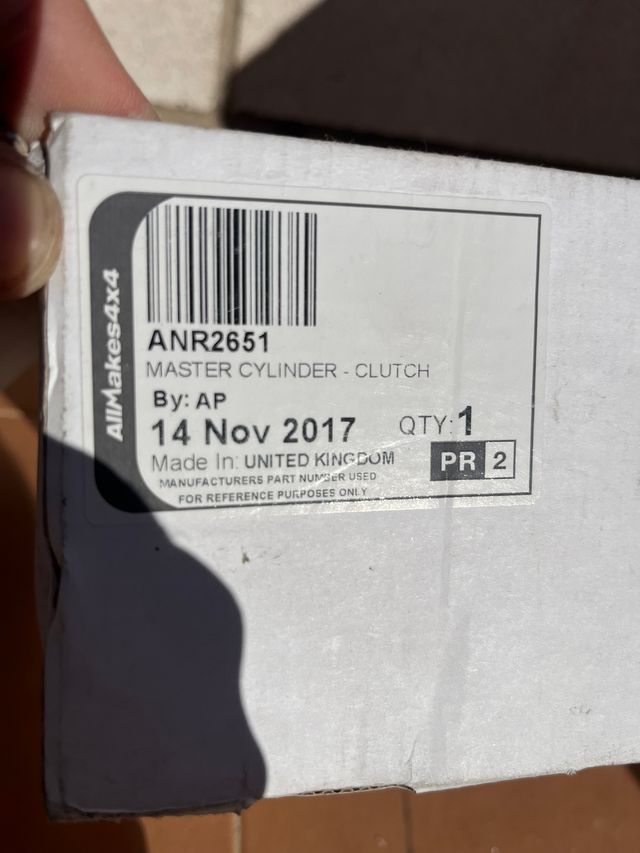 AllMakes4x4
ANR2651
MASTER CYLINDER - CLUTCH
By: AP
14 Nov 2017 QTY: 1
Made In: UNITED KINGDOM PR 2
MANUFACTURERS PART NUMBER USED
FOR REFERENCE PURPOSES ONLY